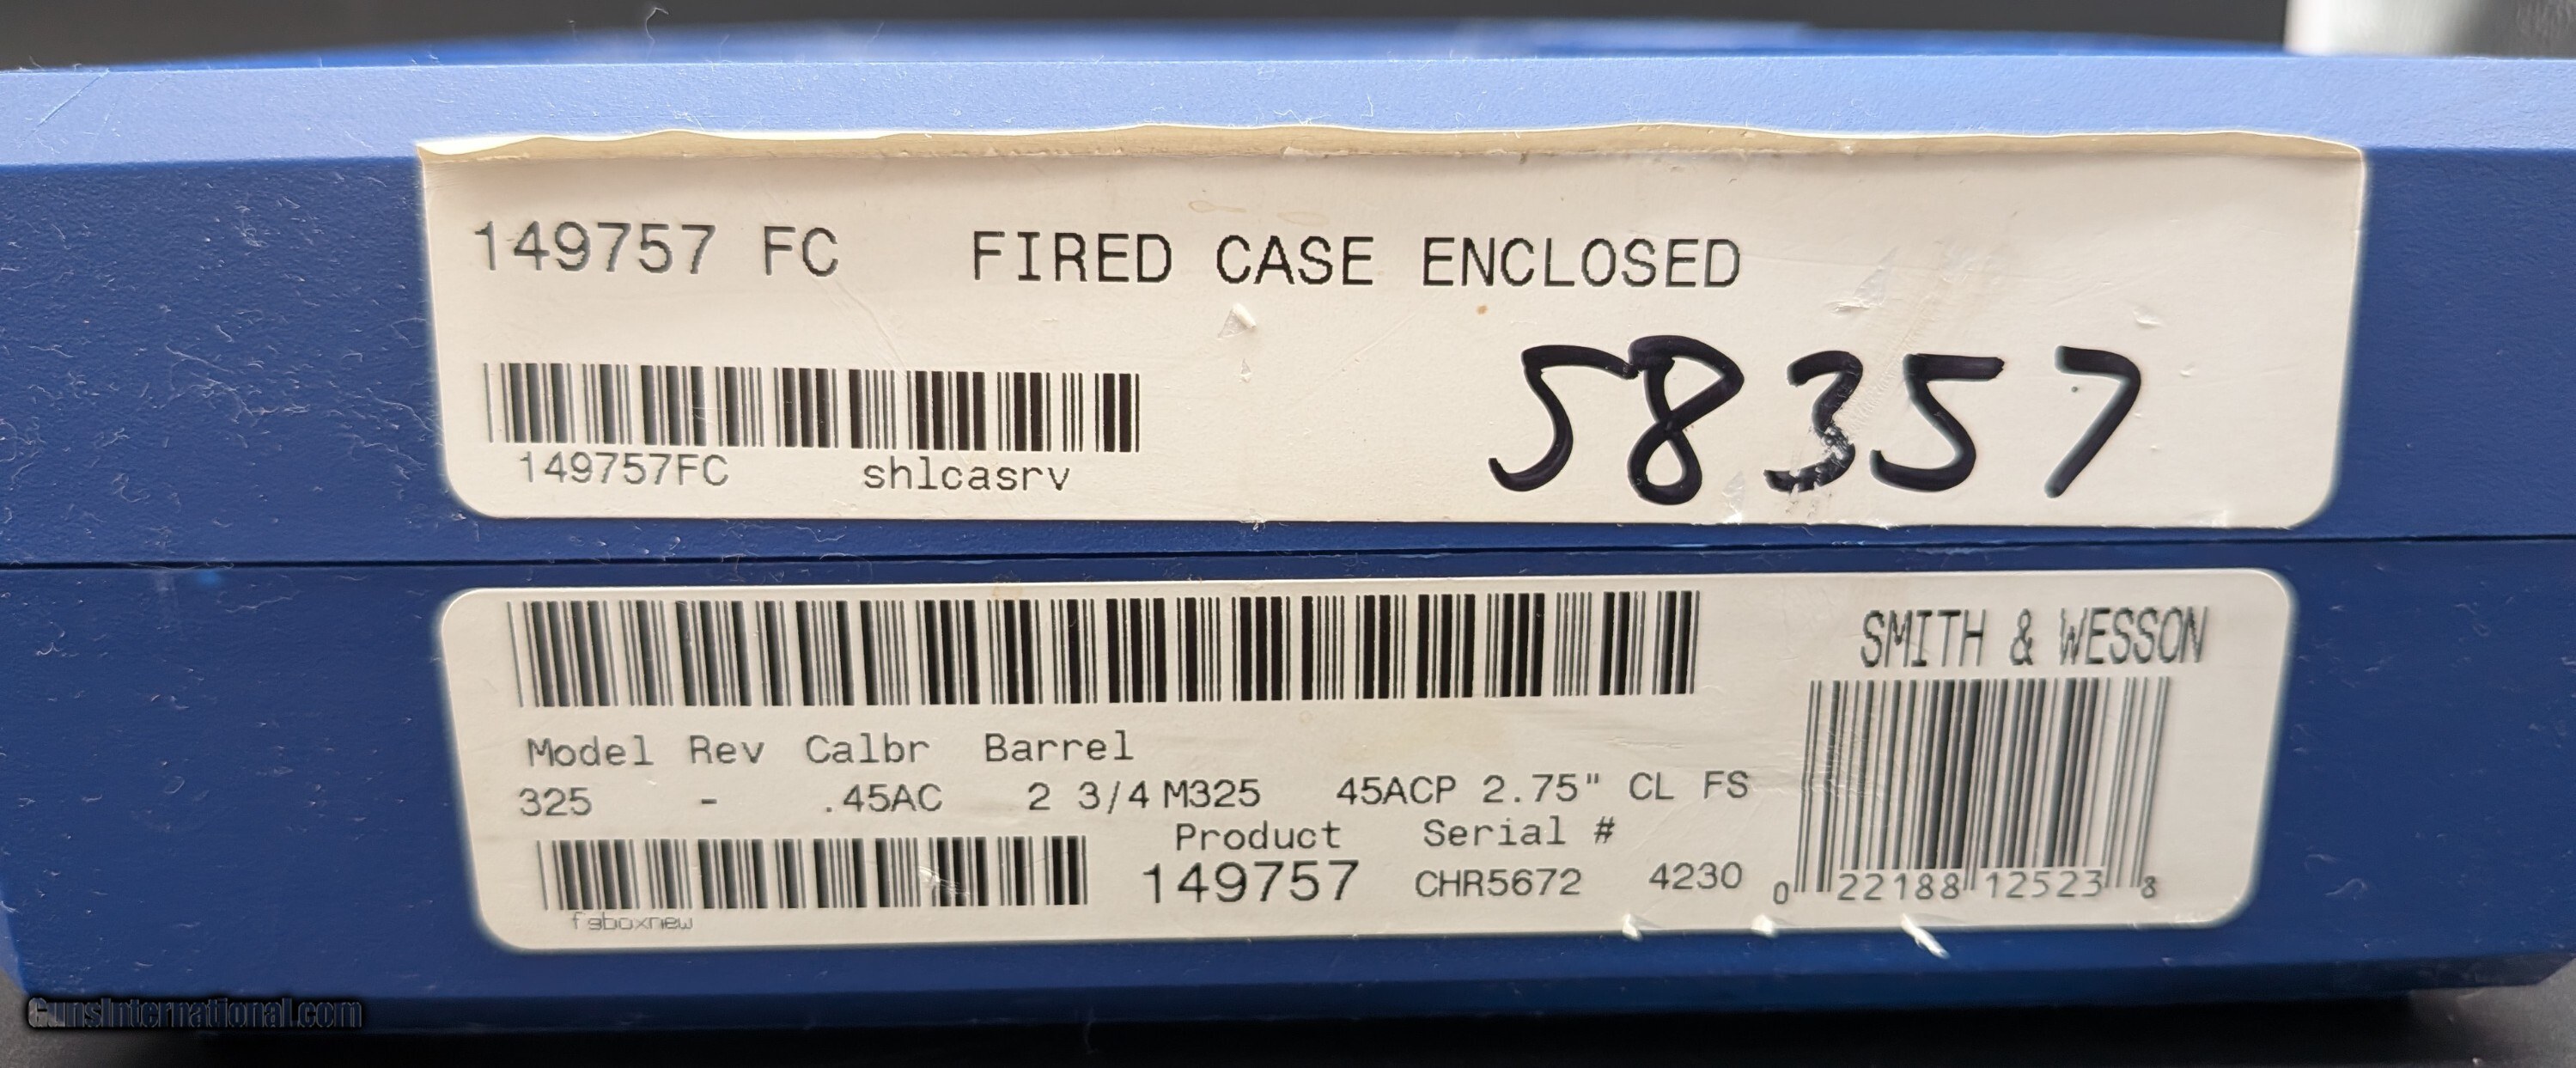 149757 FC FIRED CASE ENCLOSED
58357
149757FC shlcasrv
SMITH & WESSON
Model Rev Calbr Barrel
325 - .45AC 2 3/4 M325 45ACP 2.75" CL FS
Product Serial #
149757 CHR5672 4230
0 22188 12523 8
fgboxnew
GunsInternational.com